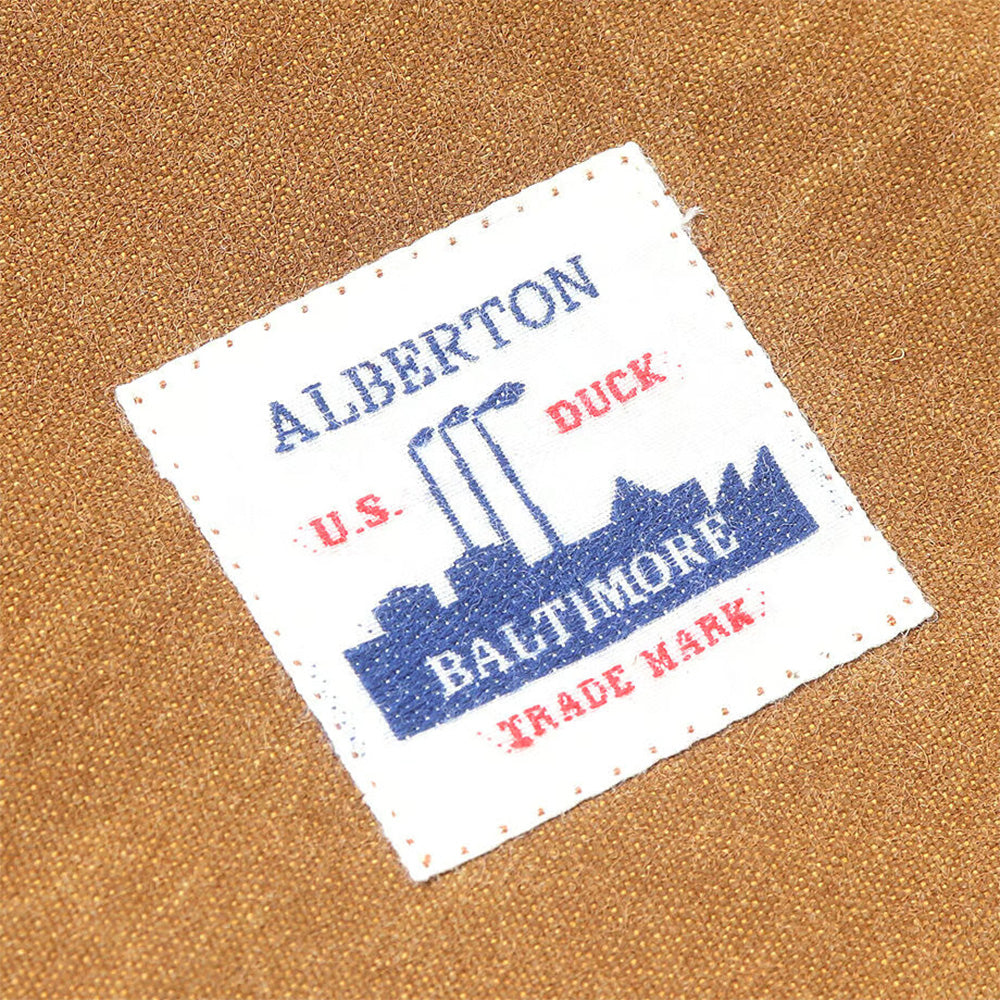 ALBERTON
U.S. DUCK
BALTIMORE
TRADE MARK